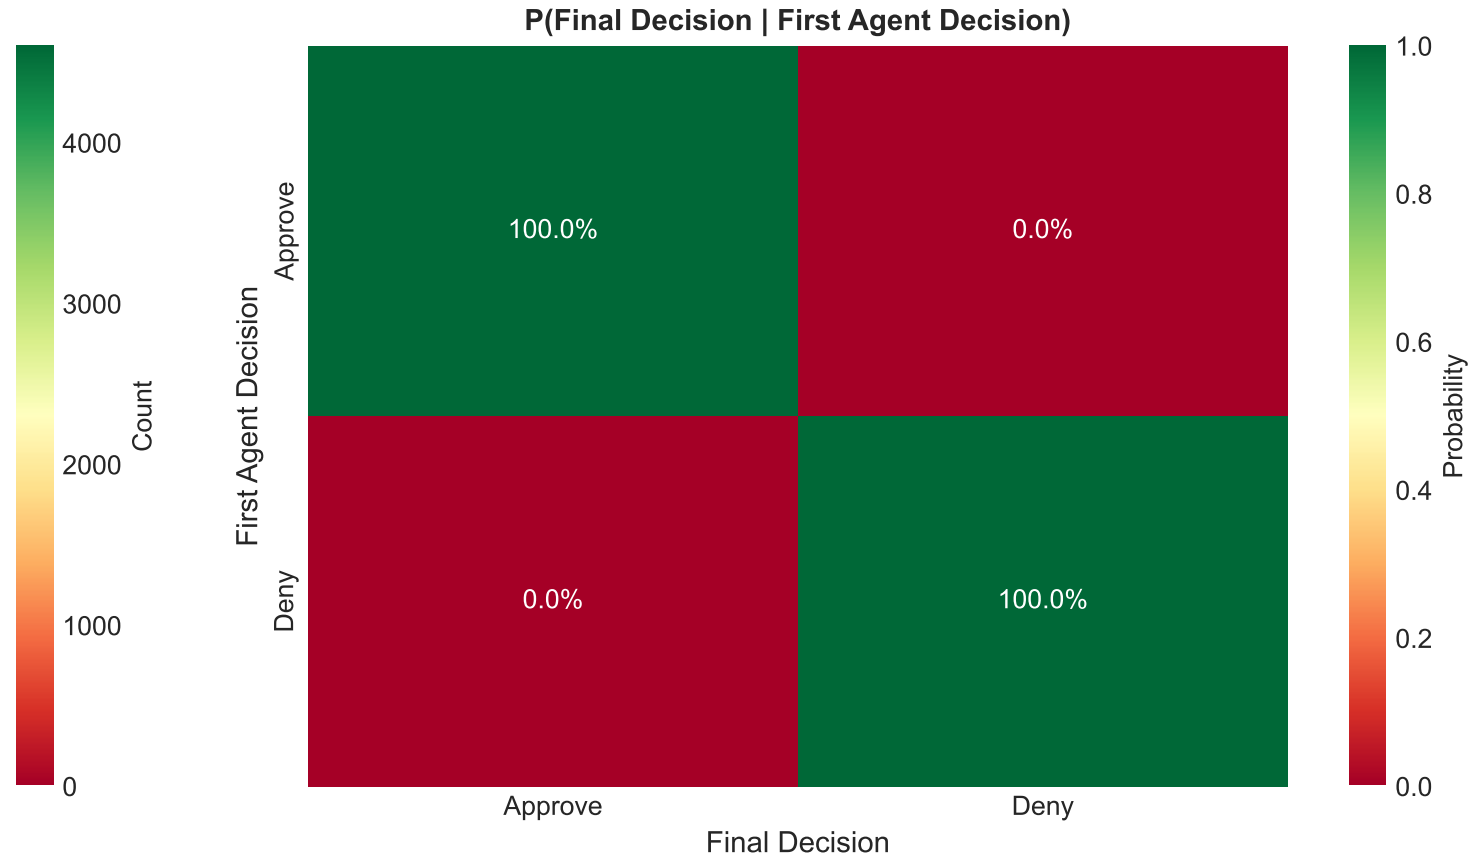 P(Final Decision | First Agent Decision)
4000
3000
2000
1000
0
Count
First Agent Decision
Approve
Deny
100.0%
0.0%
0.0%
100.0%
Approve
Deny
Final Decision
1.0
0.8
0.6
0.4
0.2
0.0
Probability